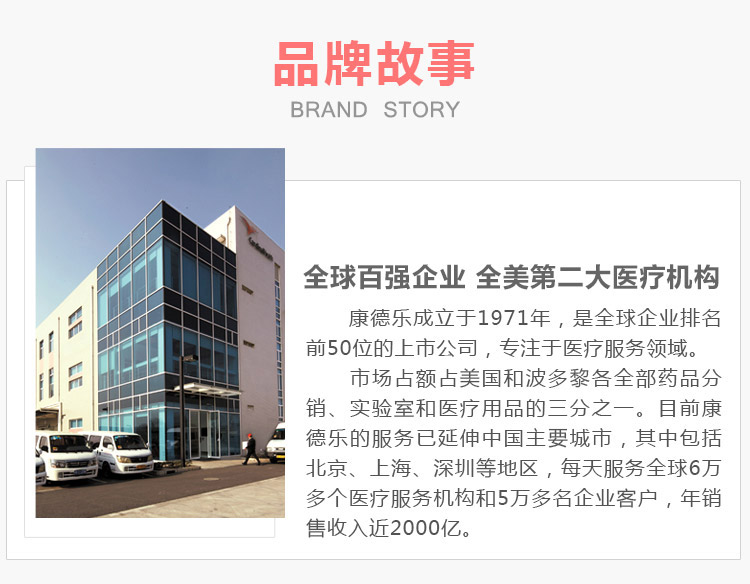 品牌故事
BRAND STORY
全球百强企业 全美第二大医疗机构
康德乐成立于1971年，是全球企业排名
前50位的上市公司，专注于医疗服务领域。
市场占额占美国和波多黎各全部药品分
销、实验室和医疗用品的三分之一。目前康
德乐的服务已延伸中国主要城市，其中包括
北京、上海、深圳等地区，每天服务全球6万
多个医疗服务机构和5万多名企业客户，年销
售收入近2000亿。